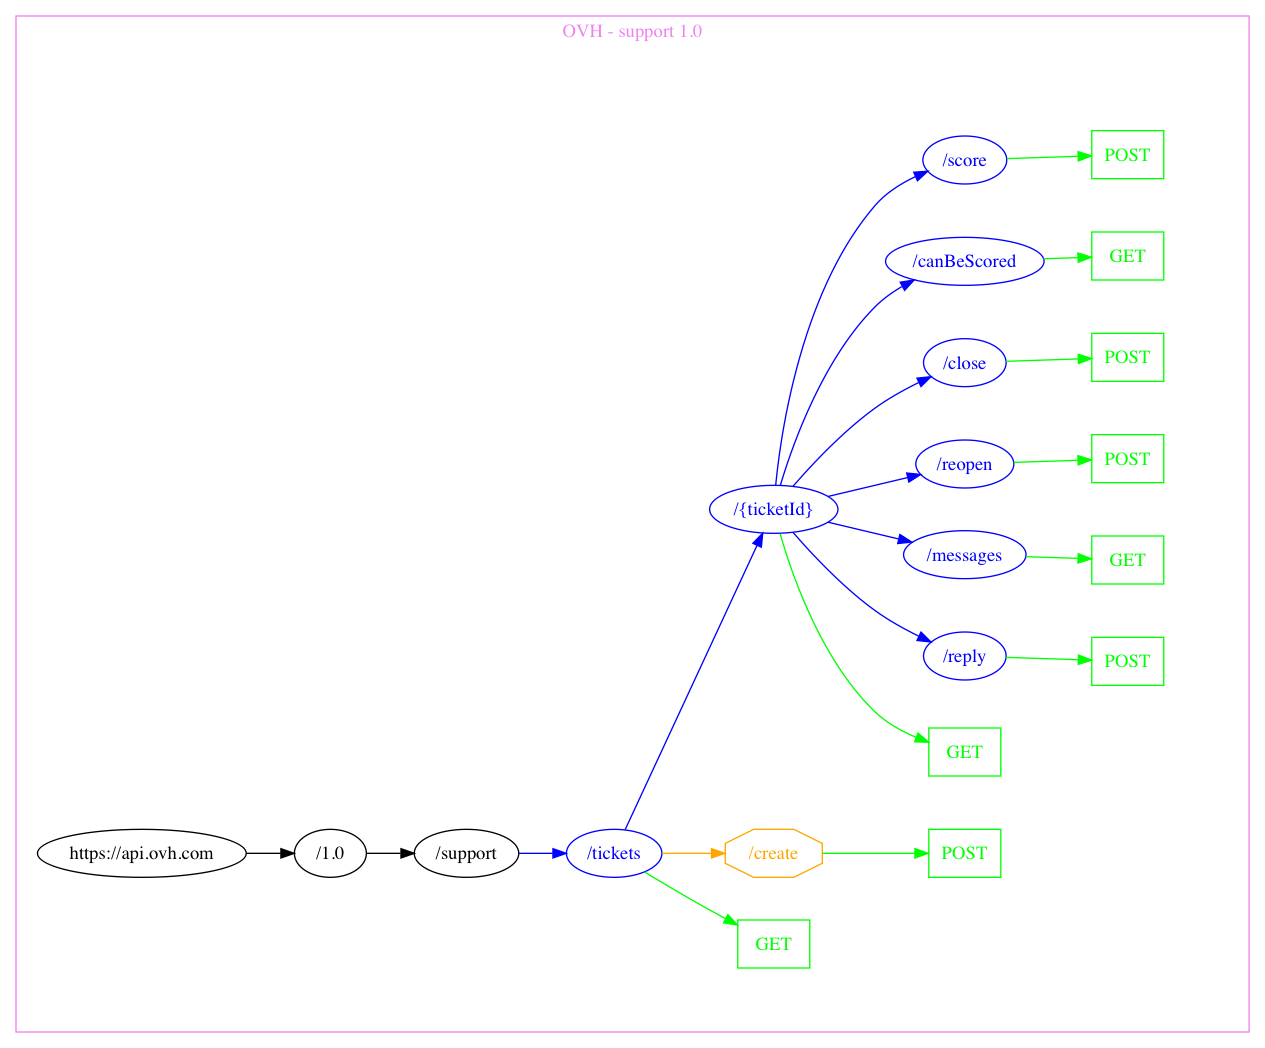 OVH - support 1.0
/score
POST
/canBeScored
GET
/close
POST
/reopen
POST
/{ticketId}
/messages
GET
/reply
POST
GET
https://api.ovh.com
/1.0
/support
/tickets
/create
POST
GET